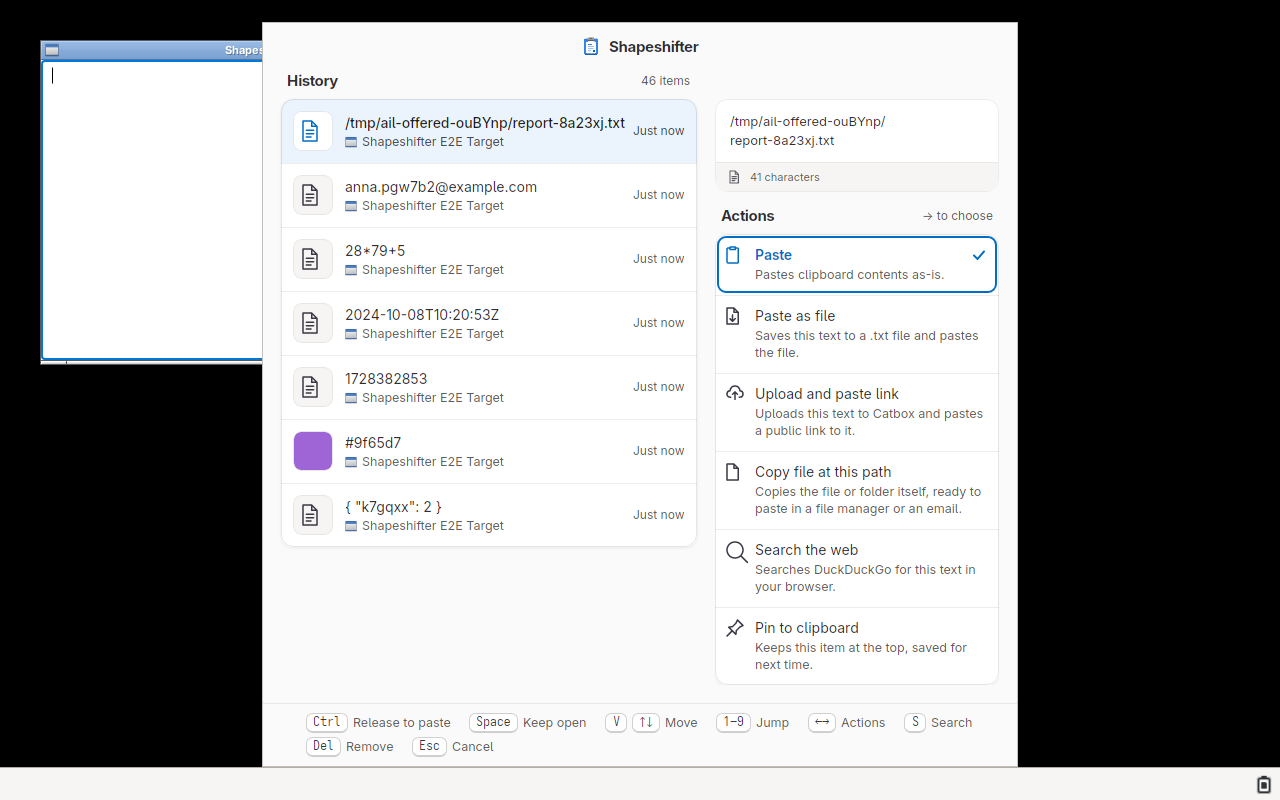 Shapes
Shapeshifter
History
46 items
/tmp/ail-offered-ouBYnp/report-8a23xj.txt
Shapeshifter E2E Target
Just now
anna.pgw7b2@example.com
Shapeshifter E2E Target
Just now
28*79+5
Shapeshifter E2E Target
Just now
2024-10-08T10:20:53Z
Shapeshifter E2E Target
Just now
1728382853
Shapeshifter E2E Target
Just now
#9f65d7
Shapeshifter E2E Target
Just now
{ "k7gqxx": 2 }
Shapeshifter E2E Target
Just now
/tmp/ail-offered-ouBYnp/
report-8a23xj.txt
41 characters
Actions
→ to choose
Paste
Pastes clipboard contents as-is.
Paste as file
Saves this text to a .txt file and pastes
the file.
Upload and paste link
Uploads this text to Catbox and pastes
a public link to it.
Copy file at this path
Copies the file or folder itself, ready to
paste in a file manager or an email.
Search the web
Searches DuckDuckGo for this text in
your browser.
Pin to clipboard
Keeps this item at the top, saved for
next time.
Ctrl Release to paste Space Keep open V ↑↓ Move 1–9 Jump ↔ Actions S Search
Del Remove Esc Cancel